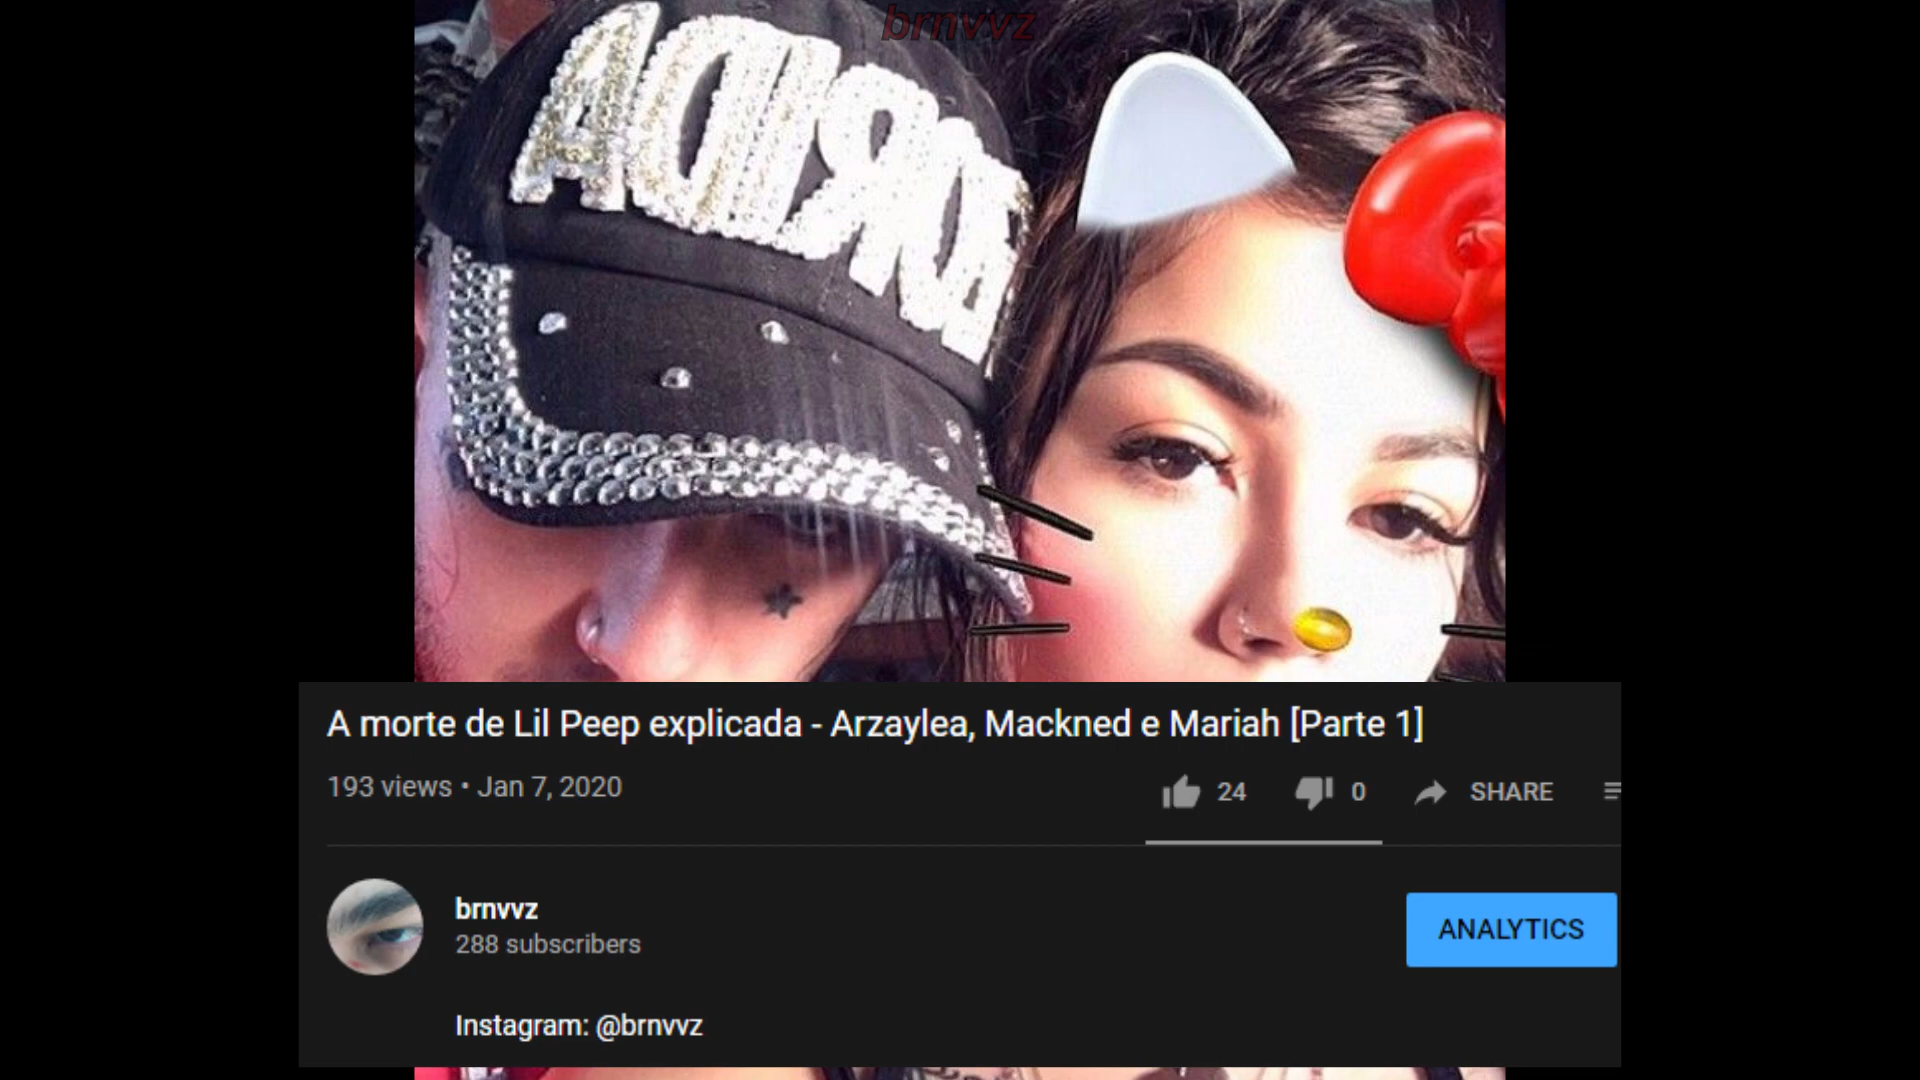 brnvvz
FLORIDA
A morte de Lil Peep explicada - Arzaylea, Mackned e Mariah [Parte 1]
193 views • Jan 7, 2020
24
0
SHARE
brnvvz
288 subscribers
ANALYTICS
Instagram: @brnvvz